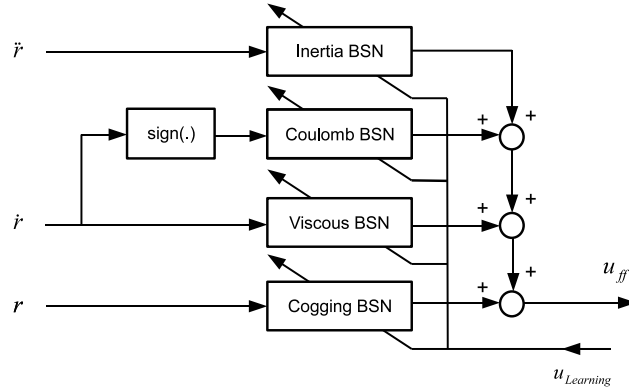 r̈
Inertia BSN
+
sign(.)
Coulomb BSN
+
+
ṙ
Viscous BSN
+
+
r
Cogging BSN
+
+
u_ff
u_Learning